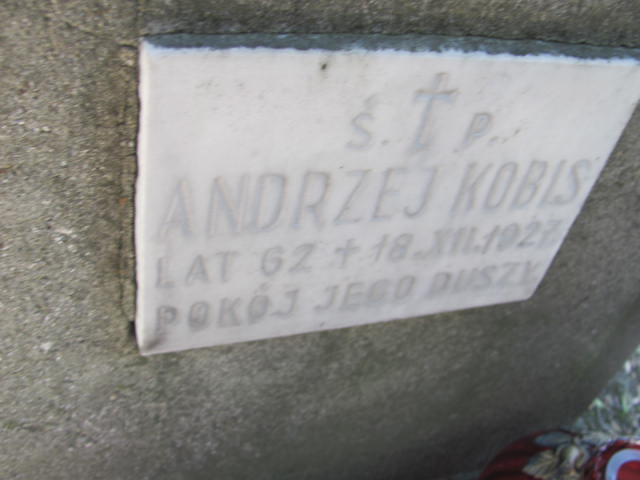 Ś. † P.
ANDRZEJ KOBIS
LAT 62 † 18.XII.1927
POKÓJ JEGO DUSZY